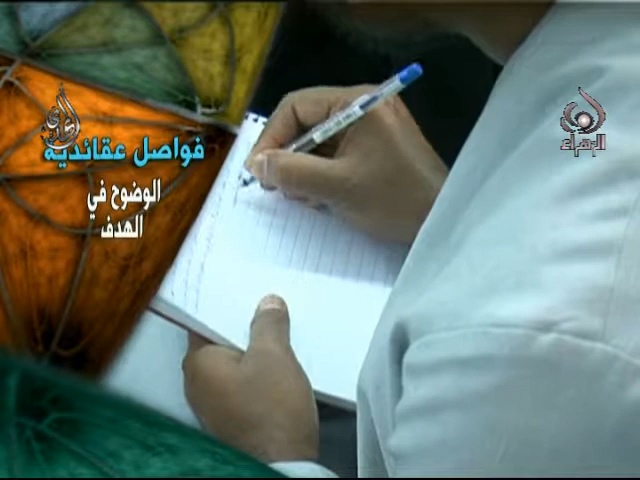 فواصل عقائدية
الوضوح في
الهدف
الزهراء